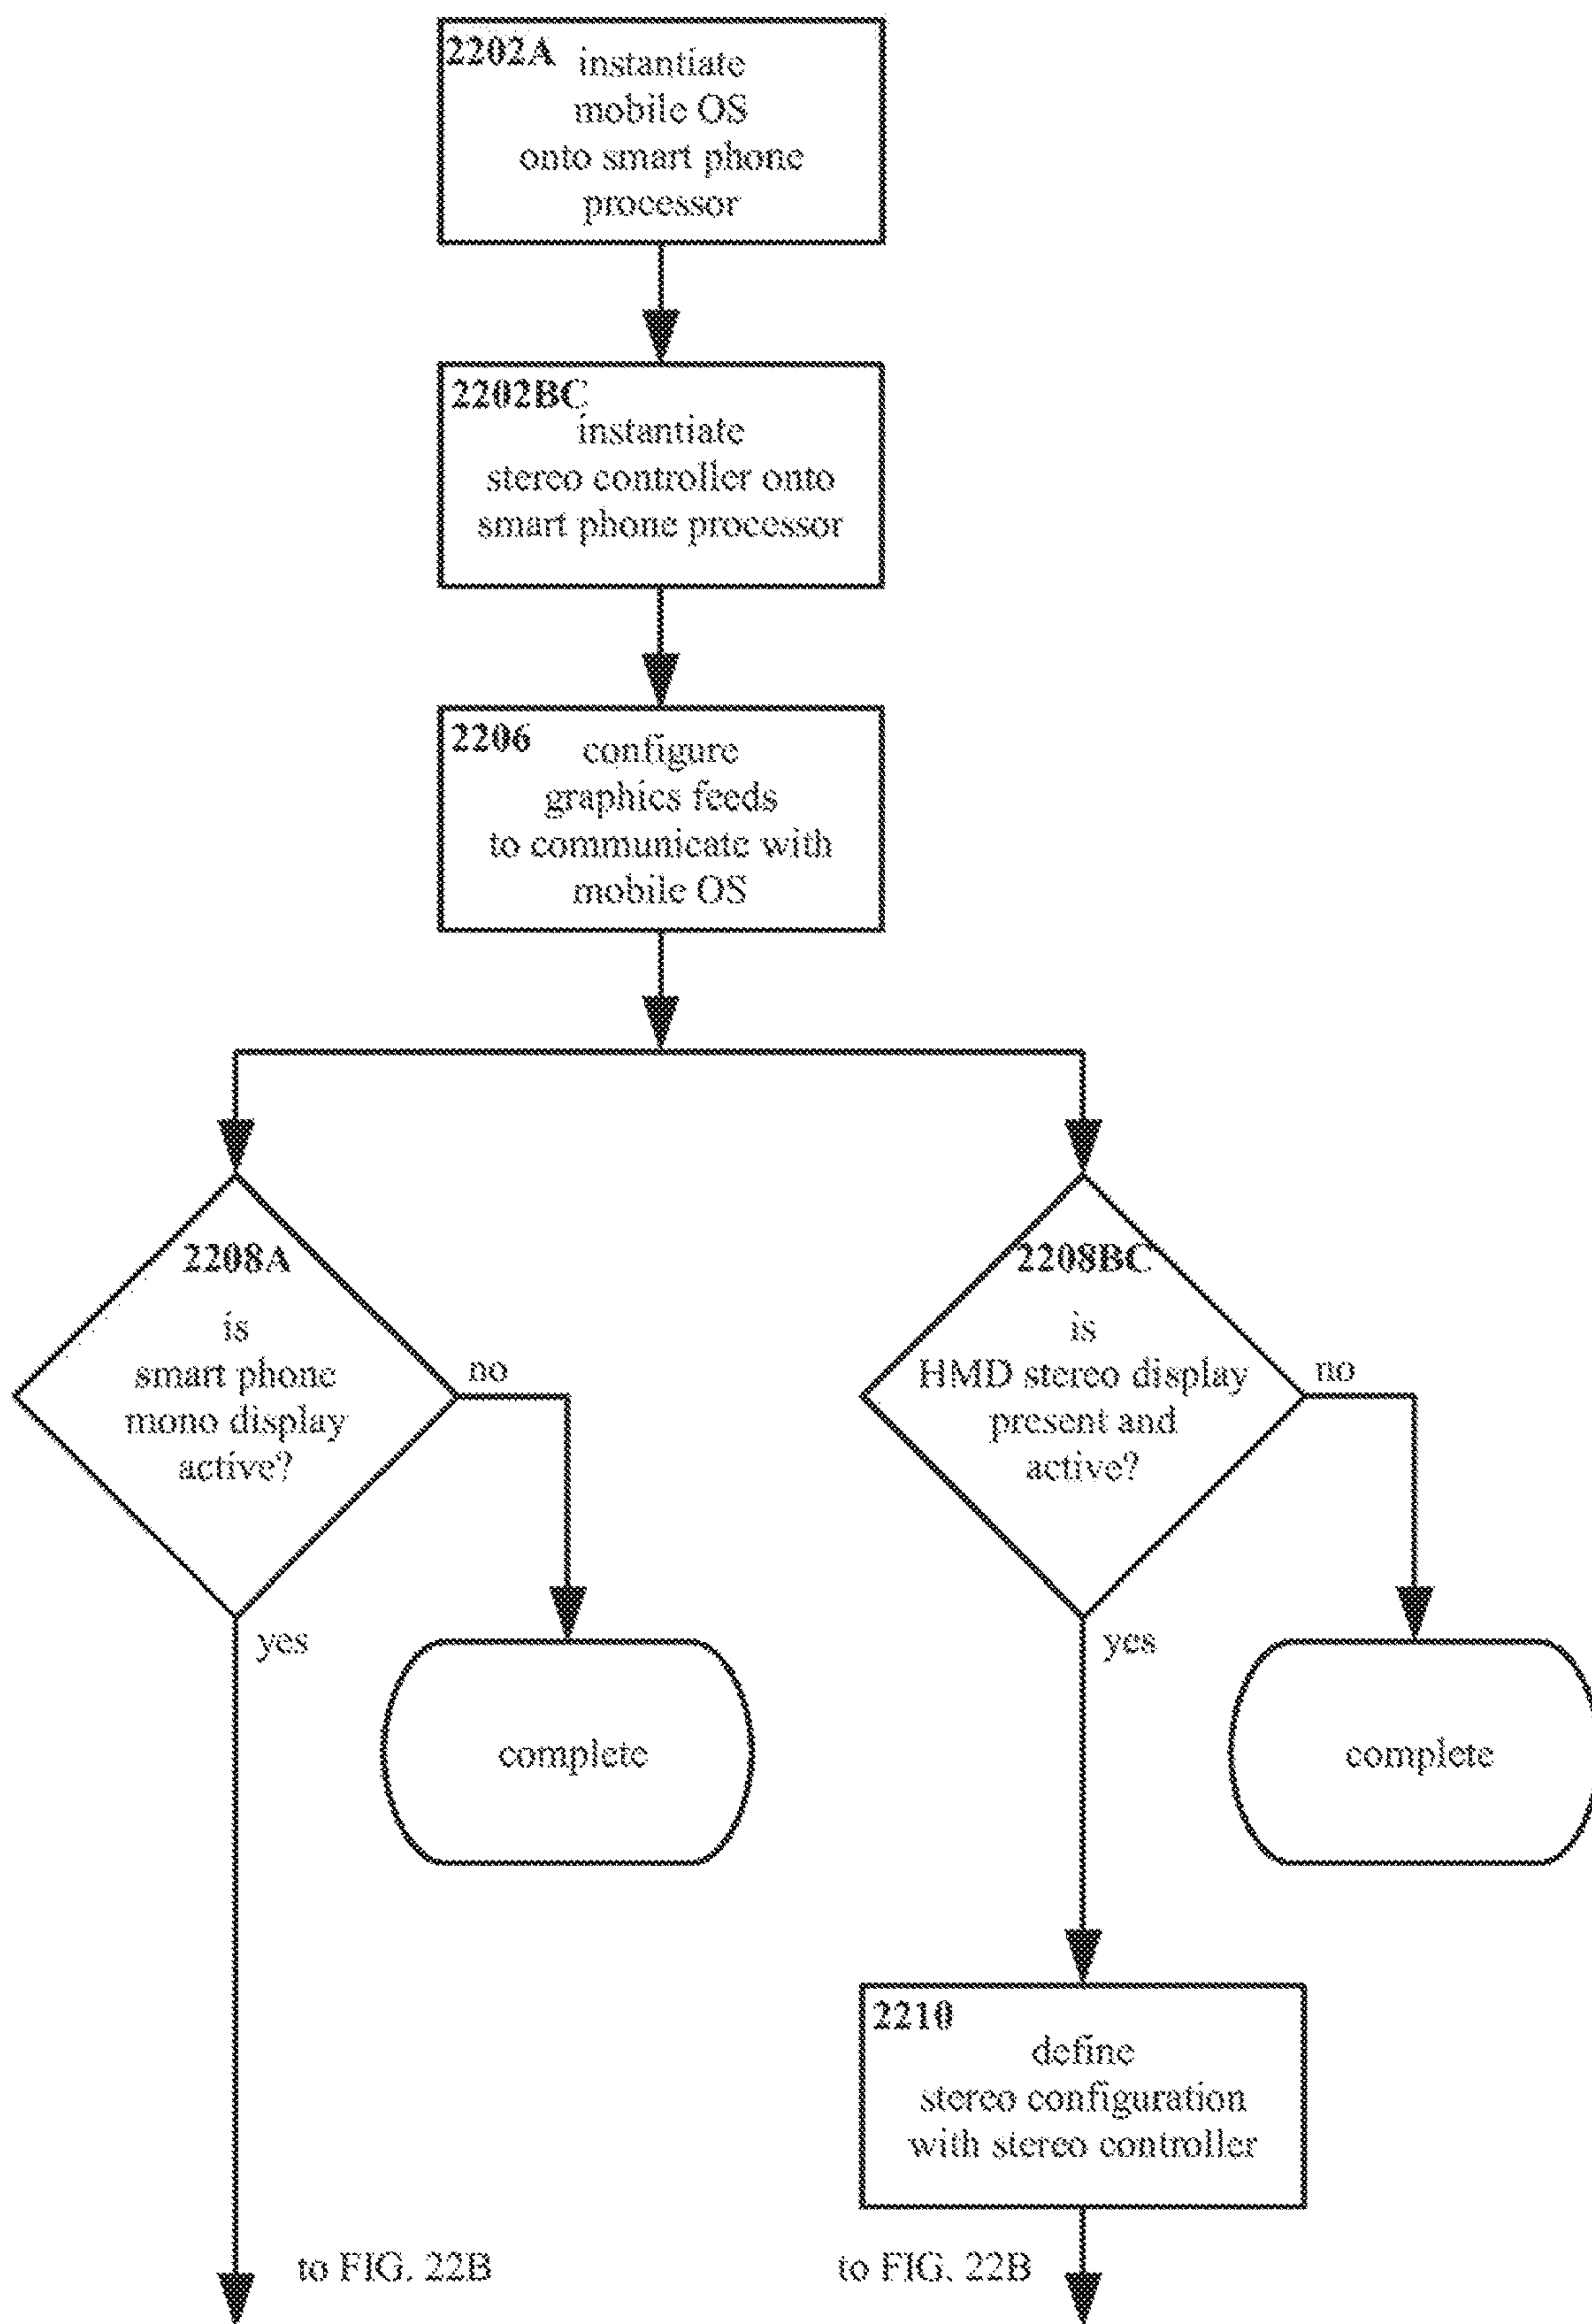 2202A
instantiate
mobile OS
onto smart phone
processor
2202BC
instantiate
stereo controller onto
smart phone processor
2206
configure
graphics feeds
to communicate with
mobile OS
2208A
is
smart phone
mono display
active?
no
yes
complete
2208BC
is
HMD stereo display
present and
active?
no
yes
complete
2210
define
stereo configuration
with stereo controller
to FIG. 22B
to FIG. 22B